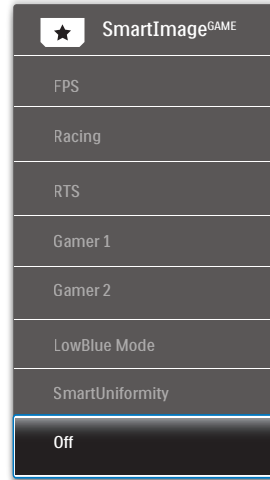 SmartImageGAME
FPS
Racing
RTS
Gamer 1
Gamer 2
LowBlue Mode
SmartUniformity
Off